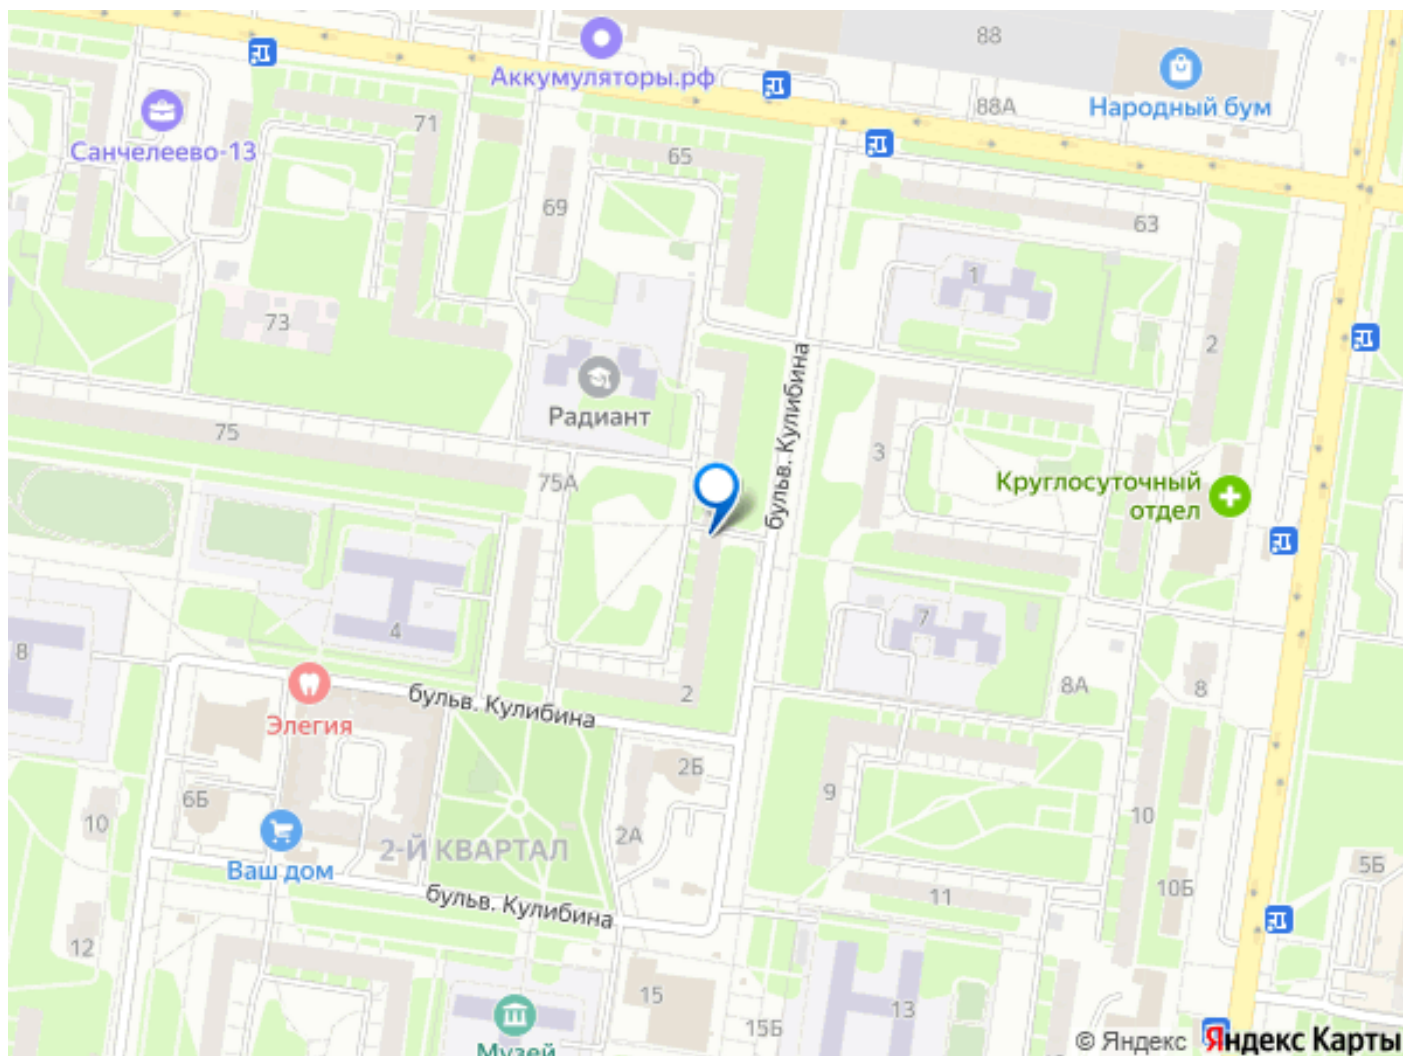 88
Аккумуляторы.рф
Народный бум
88А
71
Санчелеево-13
65
69
63
1
73
2
бульв. Кулибина
Радиант
75
3
75А
Круглосуточный
отдел
4
7
8
8А
8
2
бульв. Кулибина
Элегия
2Б
9
6Б
10
10
2А
2-Й КВАРТАЛ
Ваш дом
5Б
10Б
11
бульв. Кулибина
12
15
13
15Б
Музей
© Яндекс
Яндекс Карты